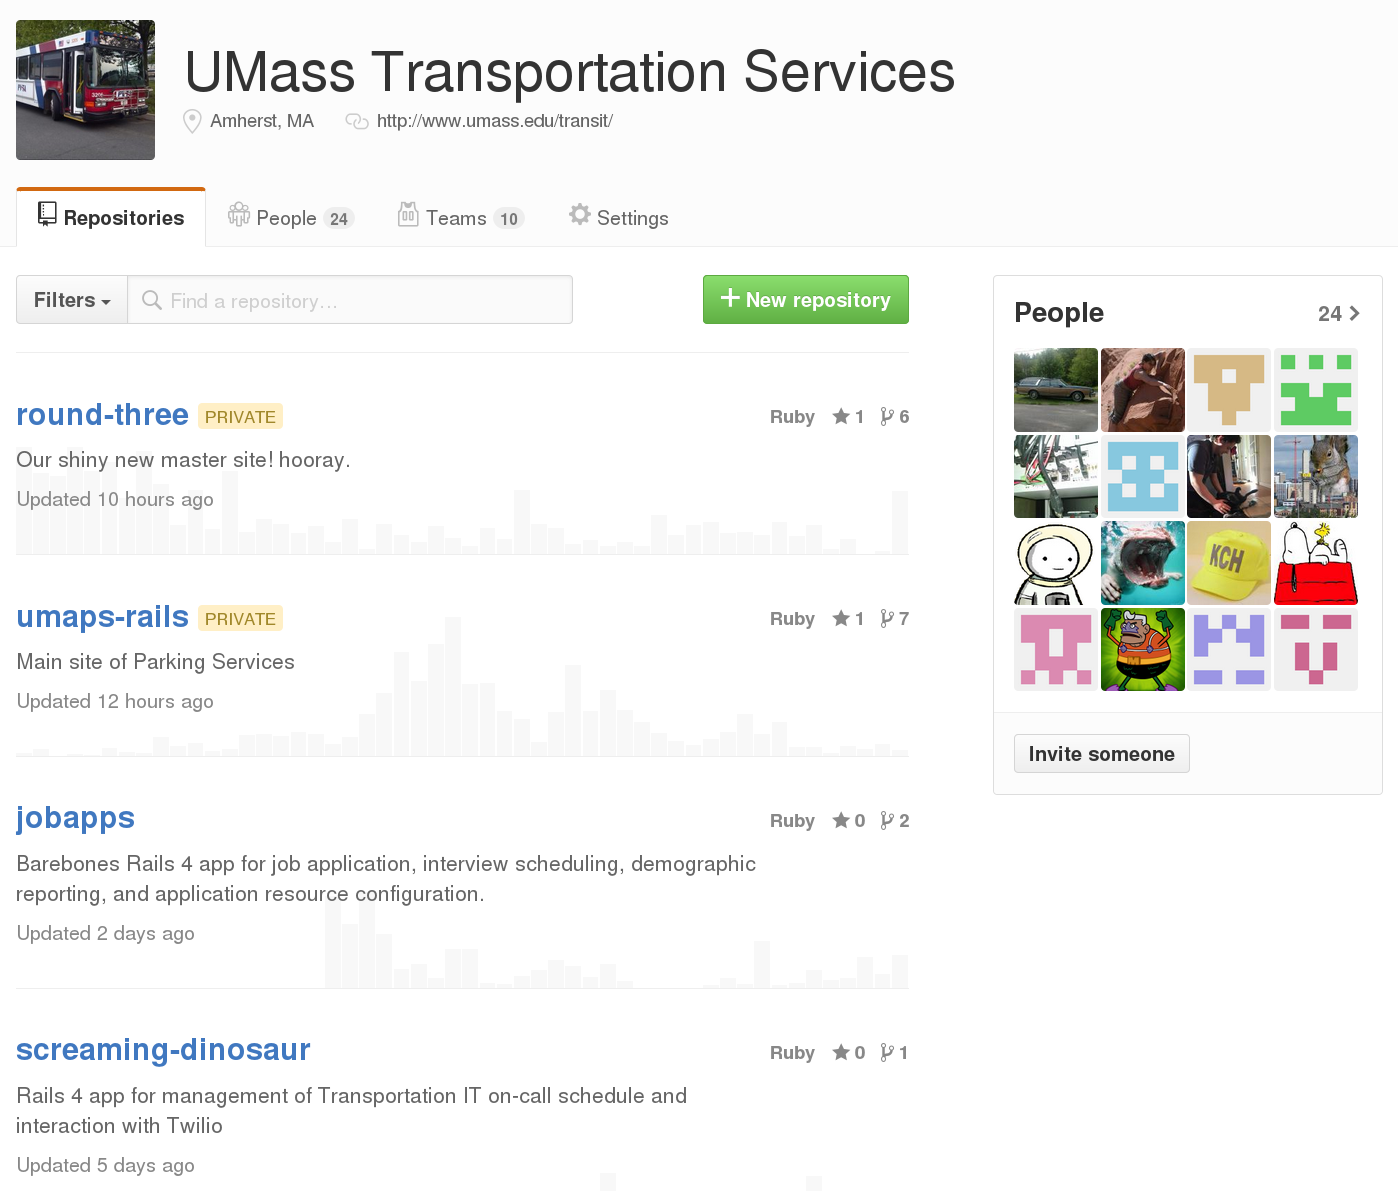 UMass Transportation Services
Amherst, MA http://www.umass.edu/transit/
Repositories People 24 Teams 10 Settings
Filters Find a repository... New repository
round-three PRIVATE Ruby 1 6
Our shiny new master site! hooray.
Updated 10 hours ago
umaps-rails PRIVATE Ruby 1 7
Main site of Parking Services
Updated 12 hours ago
jobapps Ruby 0 2
Barebones Rails 4 app for job application, interview scheduling, demographic
reporting, and application resource configuration.
Updated 2 days ago
screaming-dinosaur Ruby 0 1
Rails 4 app for management of Transportation IT on-call schedule and
interaction with Twilio
Updated 5 days ago
People 24
KCH
M
Invite someone